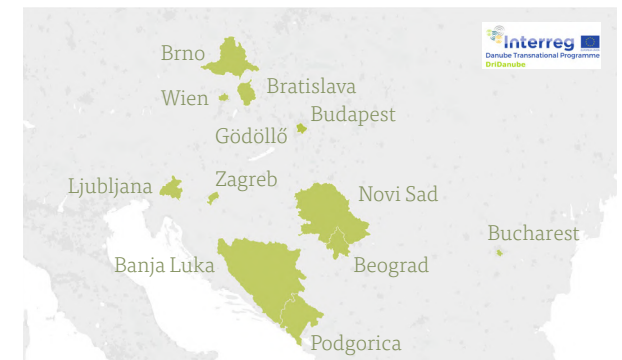 Brno
Interreg
Danube Transnational Programme
DriDanube
Wien
Bratislava
Budapest
Gödöllő
Ljubljana
Zagreb
Novi Sad
Bucharest
Banja Luka
Beograd
Podgorica